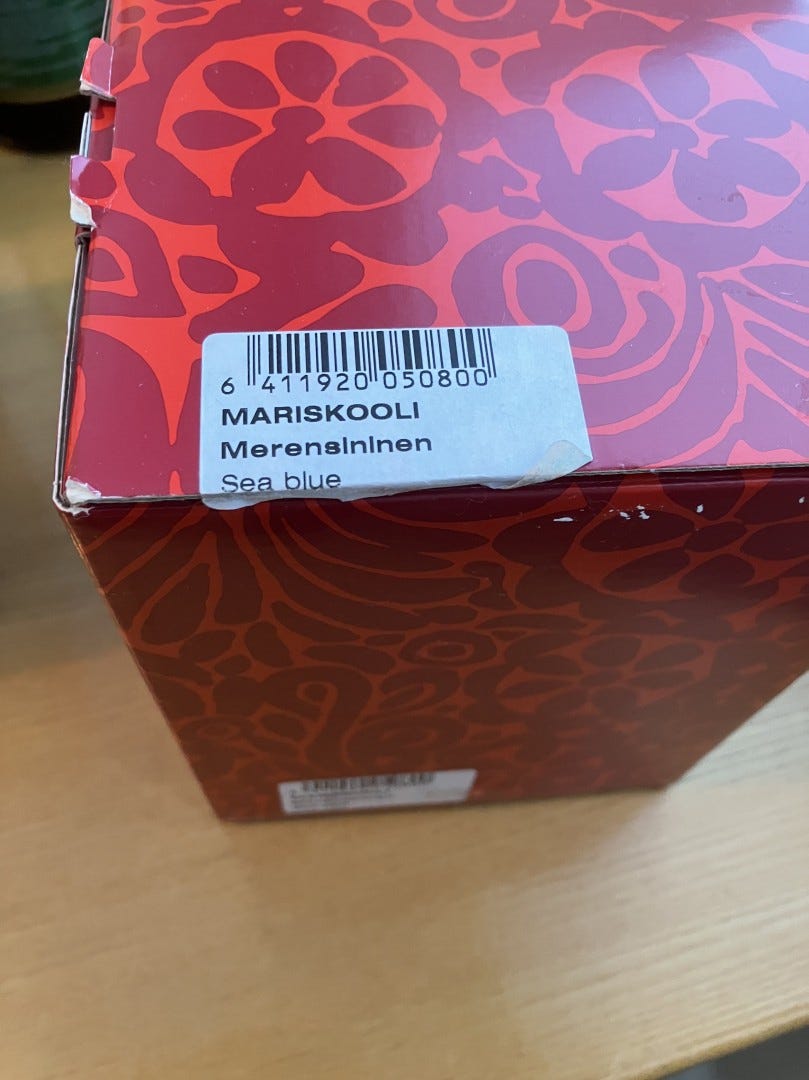 6 411920 050800
MARISKOOLI
Merensininen
Sea blue